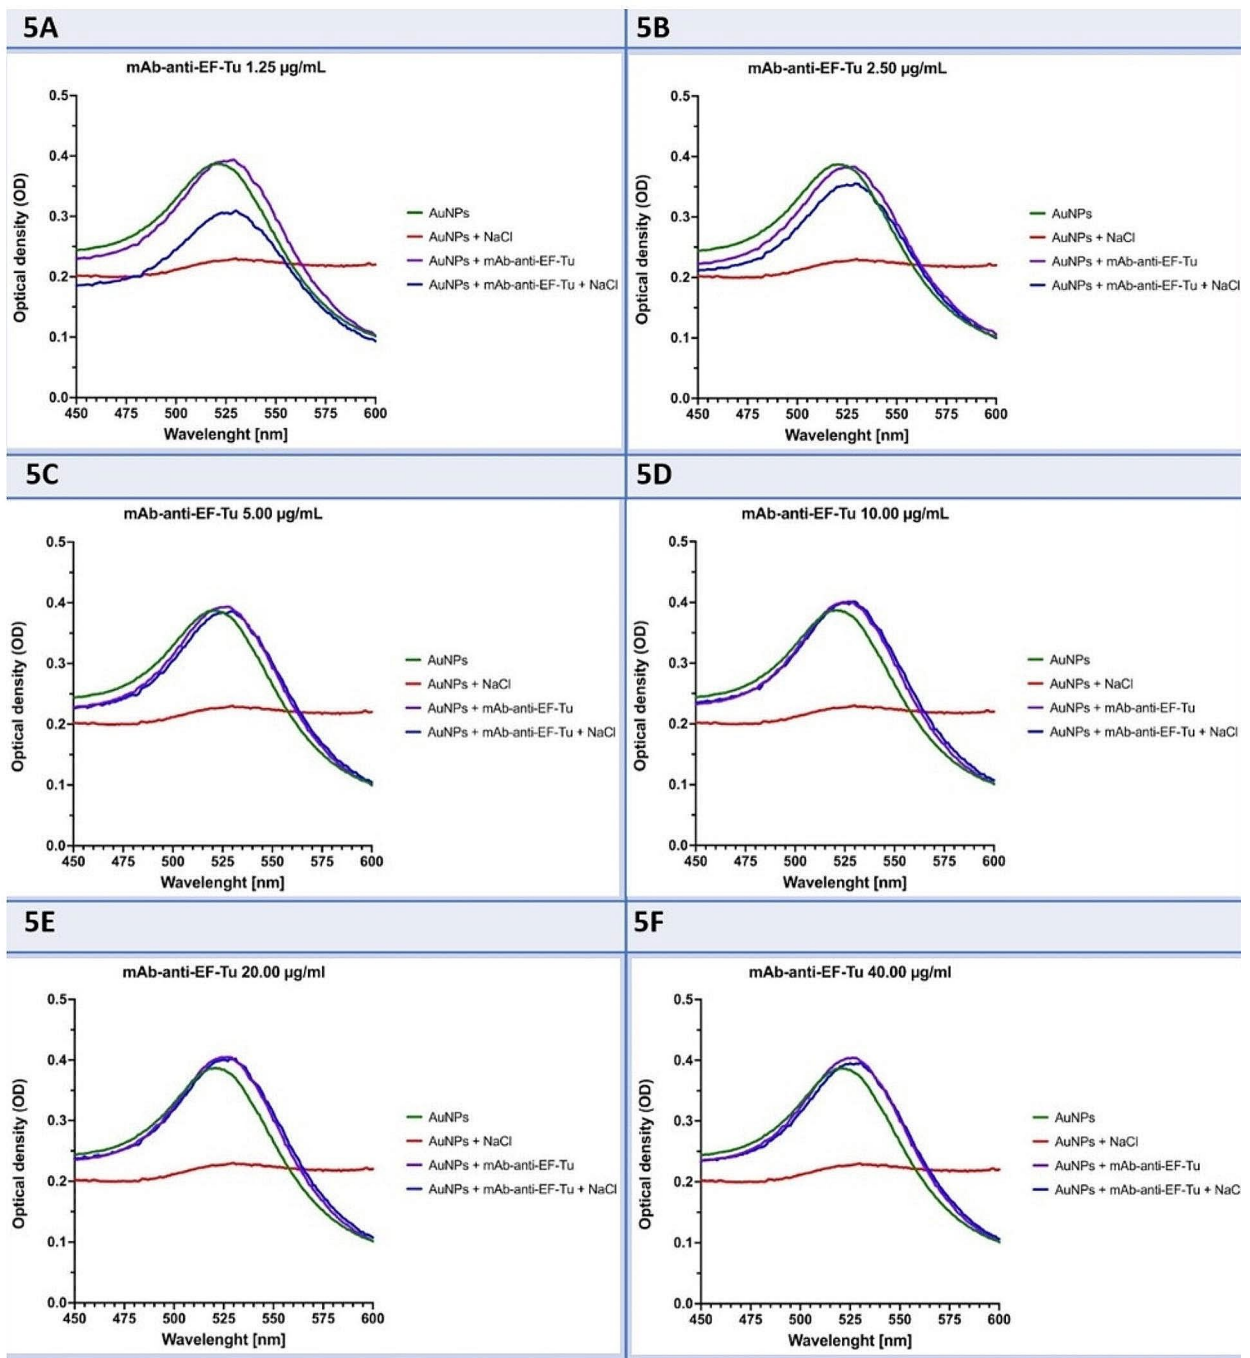 5A
mAb-anti-EF-Tu 1.25 µg/mL
0.5
0.4
0.3
0.2
0.1
0.0
Optical density (OD)
450 475 500 525 550 575 600
Wavelenght [nm]
AuNPs
AuNPs + NaCl
AuNPs + mAb-anti-EF-Tu
AuNPs + mAb-anti-EF-Tu + NaCl
5B
mAb-anti-EF-Tu 2.50 µg/mL
0.5
0.4
0.3
0.2
0.1
0.0
Optical density (OD)
450 475 500 525 550 575 600
Wavelenght [nm]
AuNPs
AuNPs + NaCl
AuNPs + mAb-anti-EF-Tu
AuNPs + mAb-anti-EF-Tu + NaCl
5C
mAb-anti-EF-Tu 5.00 µg/mL
0.5
0.4
0.3
0.2
0.1
0.0
Optical density (OD)
450 475 500 525 550 575 600
Wavelenght [nm]
AuNPs
AuNPs + NaCl
AuNPs + mAb-anti-EF-Tu
AuNPs + mAb-anti-EF-Tu + NaCl
5D
mAb-anti-EF-Tu 10.00 µg/mL
0.5
0.4
0.3
0.2
0.1
0.0
Optical density (OD)
450 475 500 525 550 575 600
Wavelenght [nm]
AuNPs
AuNPs + NaCl
AuNPs + mAb-anti-EF-Tu
AuNPs + mAb-anti-EF-Tu + NaCl
5E
mAb-anti-EF-Tu 20.00 µg/ml
0.5
0.4
0.3
0.2
0.1
0.0
Optical density (OD)
450 475 500 525 550 575 600
Wavelenght [nm]
AuNPs
AuNPs + NaCl
AuNPs + mAb-anti-EF-Tu
AuNPs + mAb-anti-EF-Tu + NaCl
5F
mAb-anti-EF-Tu 40.00 µg/ml
0.5
0.4
0.3
0.2
0.1
0.0
Optical density (OD)
450 475 500 525 550 575 600
Wavelenght [nm]
AuNPs
AuNPs + NaCl
AuNPs + mAb-anti-EF-Tu
AuNPs + mAb-anti-EF-Tu + NaC